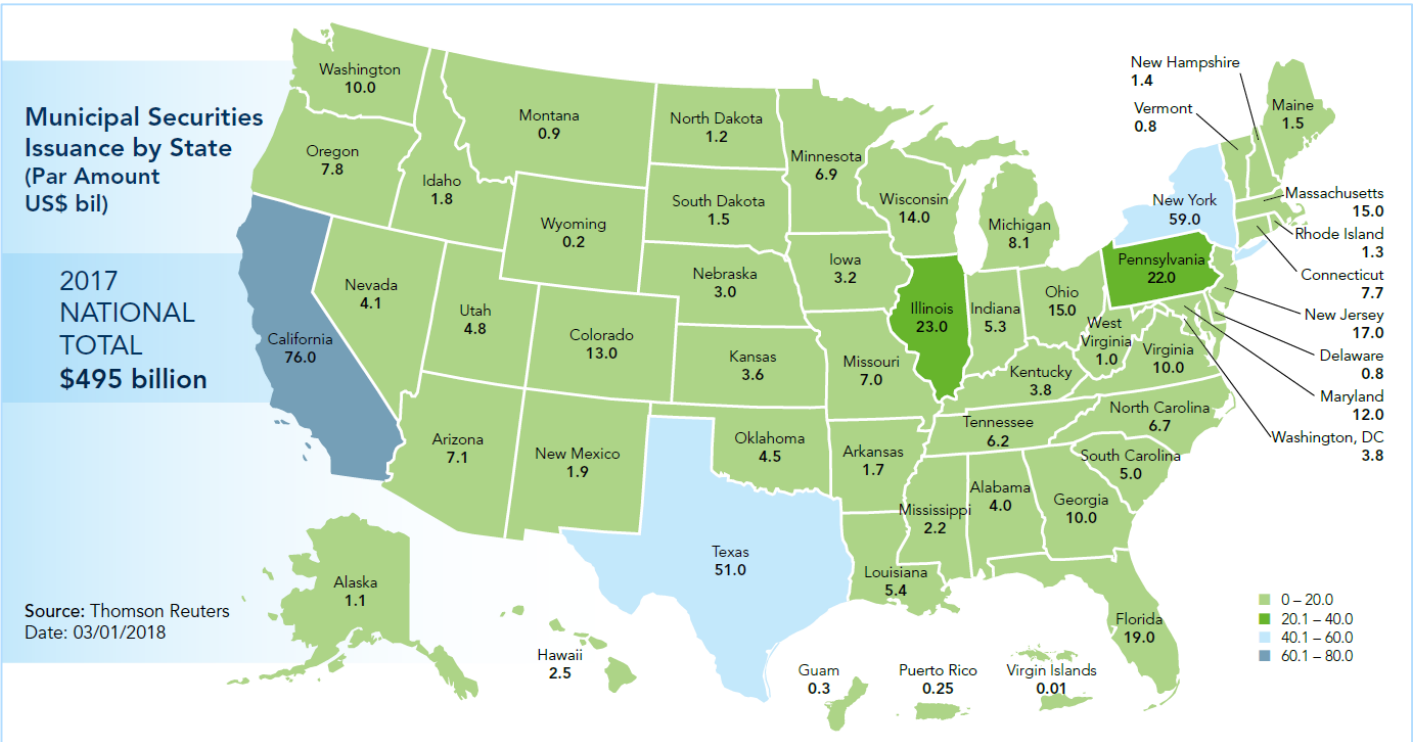 Municipal Securities
Issuance by State
(Par Amount
US$ bil)
2017
NATIONAL
TOTAL
$495 billion
Source: Thomson Reuters
Date: 03/01/2018
Washington
10.0
Oregon
7.8
California
76.0
Idaho
1.8
Nevada
4.1
Montana
0.9
Wyoming
0.2
Utah
4.8
Colorado
13.0
Arizona
7.1
New Mexico
1.9
North Dakota
1.2
South Dakota
1.5
Nebraska
3.0
Kansas
3.6
Oklahoma
4.5
Texas
51.0
Minnesota
6.9
Iowa
3.2
Missouri
7.0
Arkansas
1.7
Louisiana
5.4
Wisconsin
14.0
Illinois
23.0
Michigan
8.1
Indiana
5.3
Ohio
15.0
Kentucky
3.8
Tennessee
6.2
Mississippi
2.2
Alabama
4.0
Georgia
10.0
Florida
19.0
South Carolina
5.0
North Carolina
6.7
West
Virginia
1.0
Virginia
10.0
Pennsylvania
22.0
New York
59.0
New Hampshire
1.4
Vermont
0.8
Maine
1.5
Massachusetts
15.0
Rhode Island
1.3
Connecticut
7.7
New Jersey
17.0
Delaware
0.8
Maryland
12.0
Washington, DC
3.8
Alaska
1.1
Hawaii
2.5
Guam
0.3
Puerto Rico
0.25
Virgin Islands
0.01
0 – 20.0
20.1 – 40.0
40.1 – 60.0
60.1 – 80.0